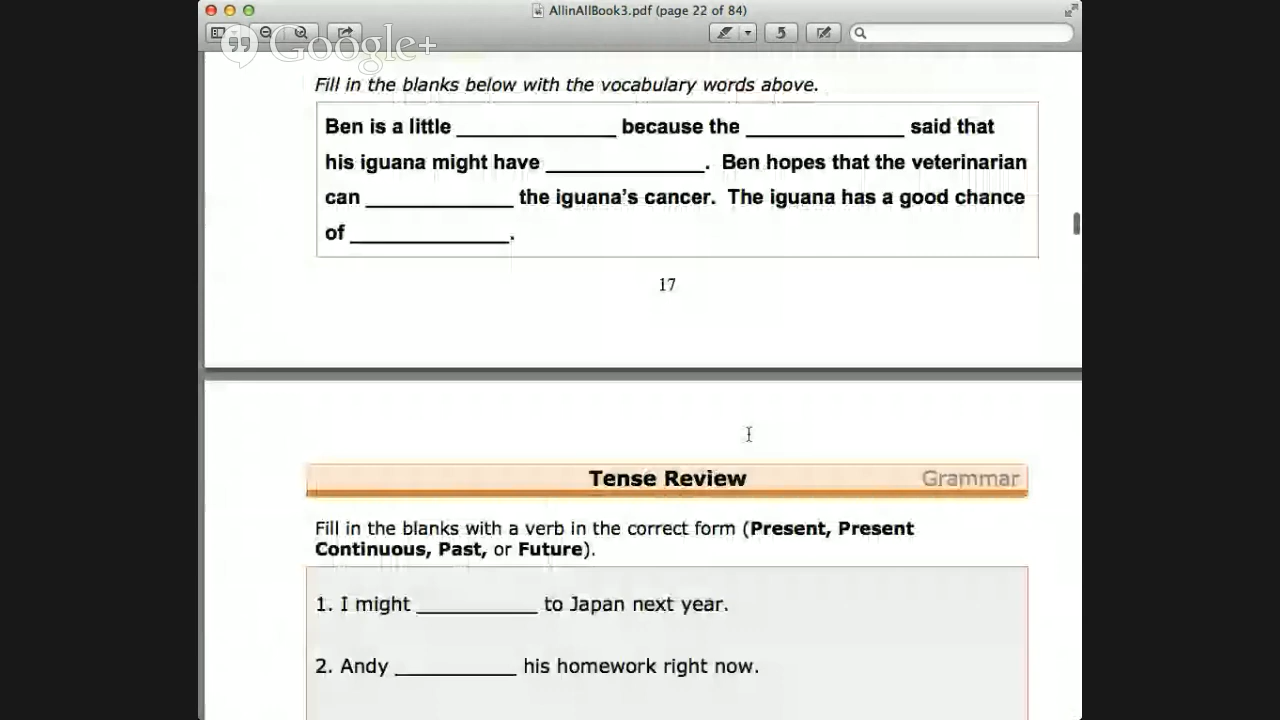 AllinAllBook3.pdf (page 22 of 84)
Google+
Fill in the blanks below with the vocabulary words above.
Ben is a little ______________ because the ______________ said that
his iguana might have ______________. Ben hopes that the veterinarian
can _____________ the iguana's cancer. The iguana has a good chance
of ______________.
17
Tense Review Grammar
Fill in the blanks with a verb in the correct form (Present, Present
Continuous, Past, or Future).
1. I might ___________ to Japan next year.
2. Andy ___________ his homework right now.